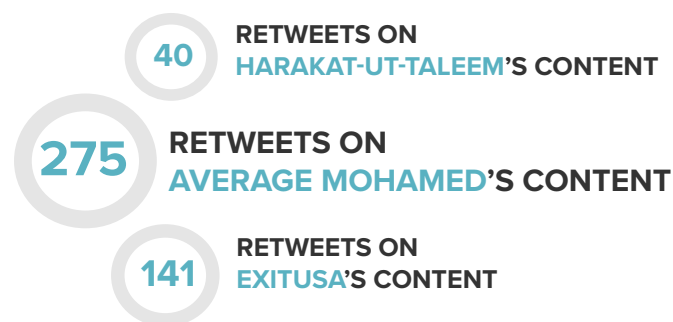 40
RETWEETS ON
HARAKAT-UT-TALEEM’S CONTENT
275
RETWEETS ON
AVERAGE MOHAMED’S CONTENT
141
RETWEETS ON
EXITUSA’S CONTENT